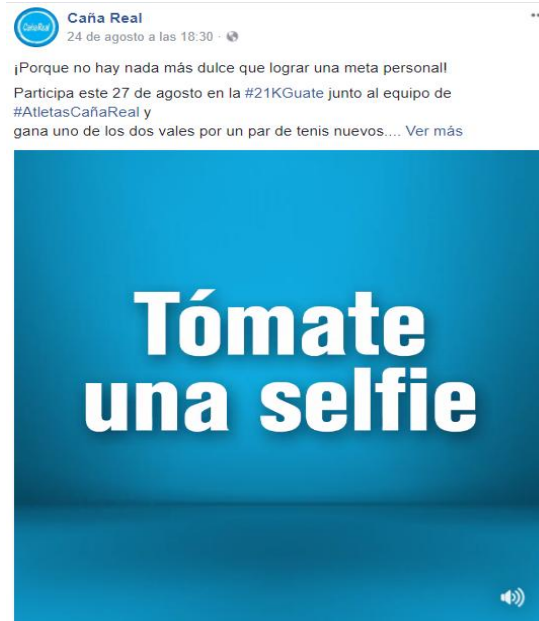 CañaReal
Caña Real
24 de agosto a las 18:30 ·
¡Porque no hay nada más dulce que lograr una meta personal!
Participa este 27 de agosto en la #21KGuate junto al equipo de
#AtletasCañaReal y
gana uno de los dos vales por un par de tenis nuevos.... Ver más
Tómate
una selfie